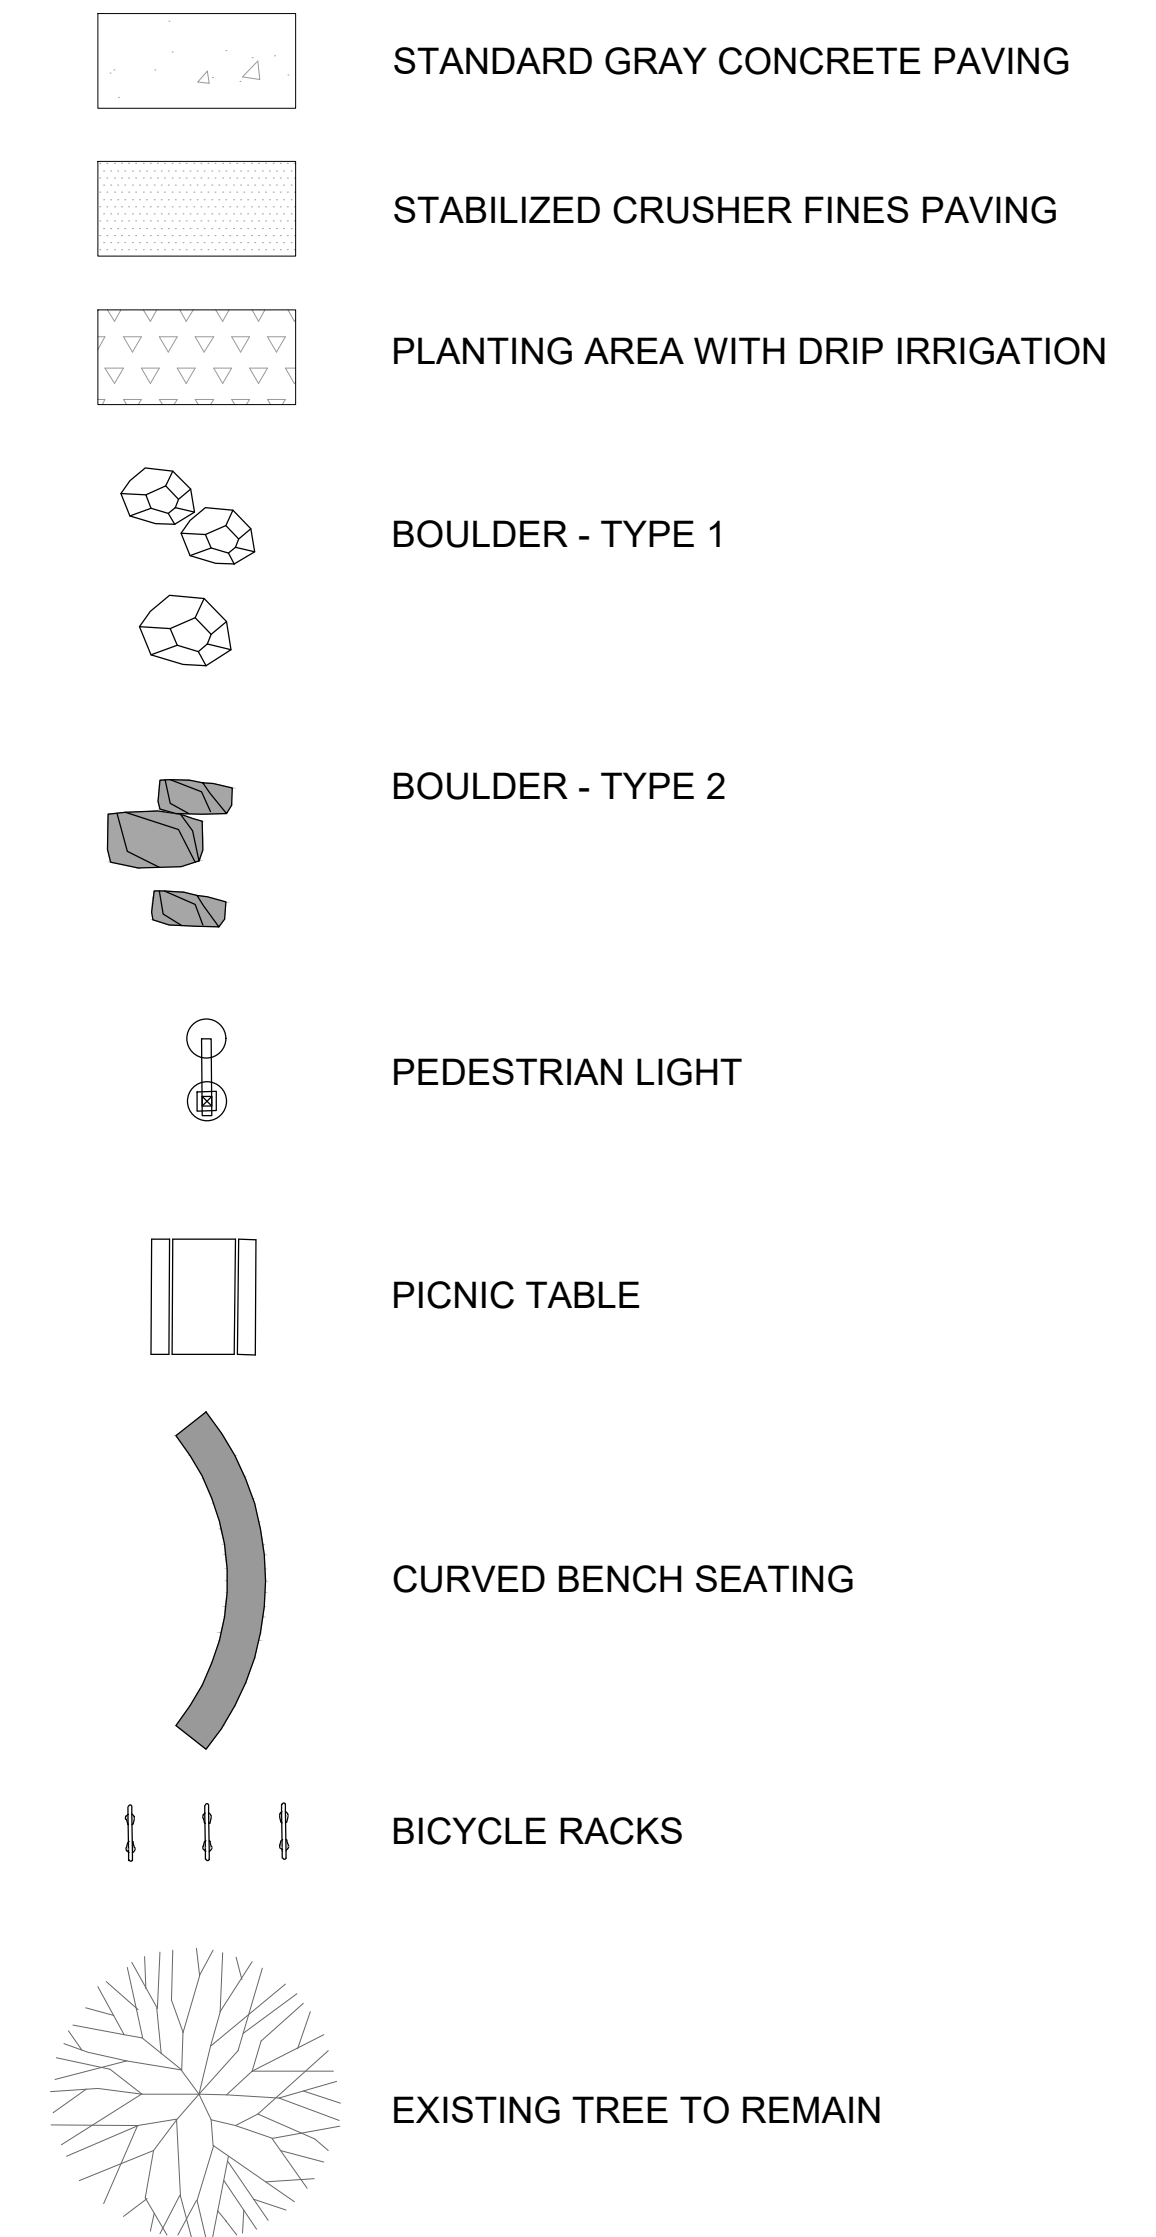 STANDARD GRAY CONCRETE PAVING
STABILIZED CRUSHER FINES PAVING
PLANTING AREA WITH DRIP IRRIGATION
BOULDER - TYPE 1
BOULDER - TYPE 2
PEDESTRIAN LIGHT
PICNIC TABLE
CURVED BENCH SEATING
BICYCLE RACKS
EXISTING TREE TO REMAIN